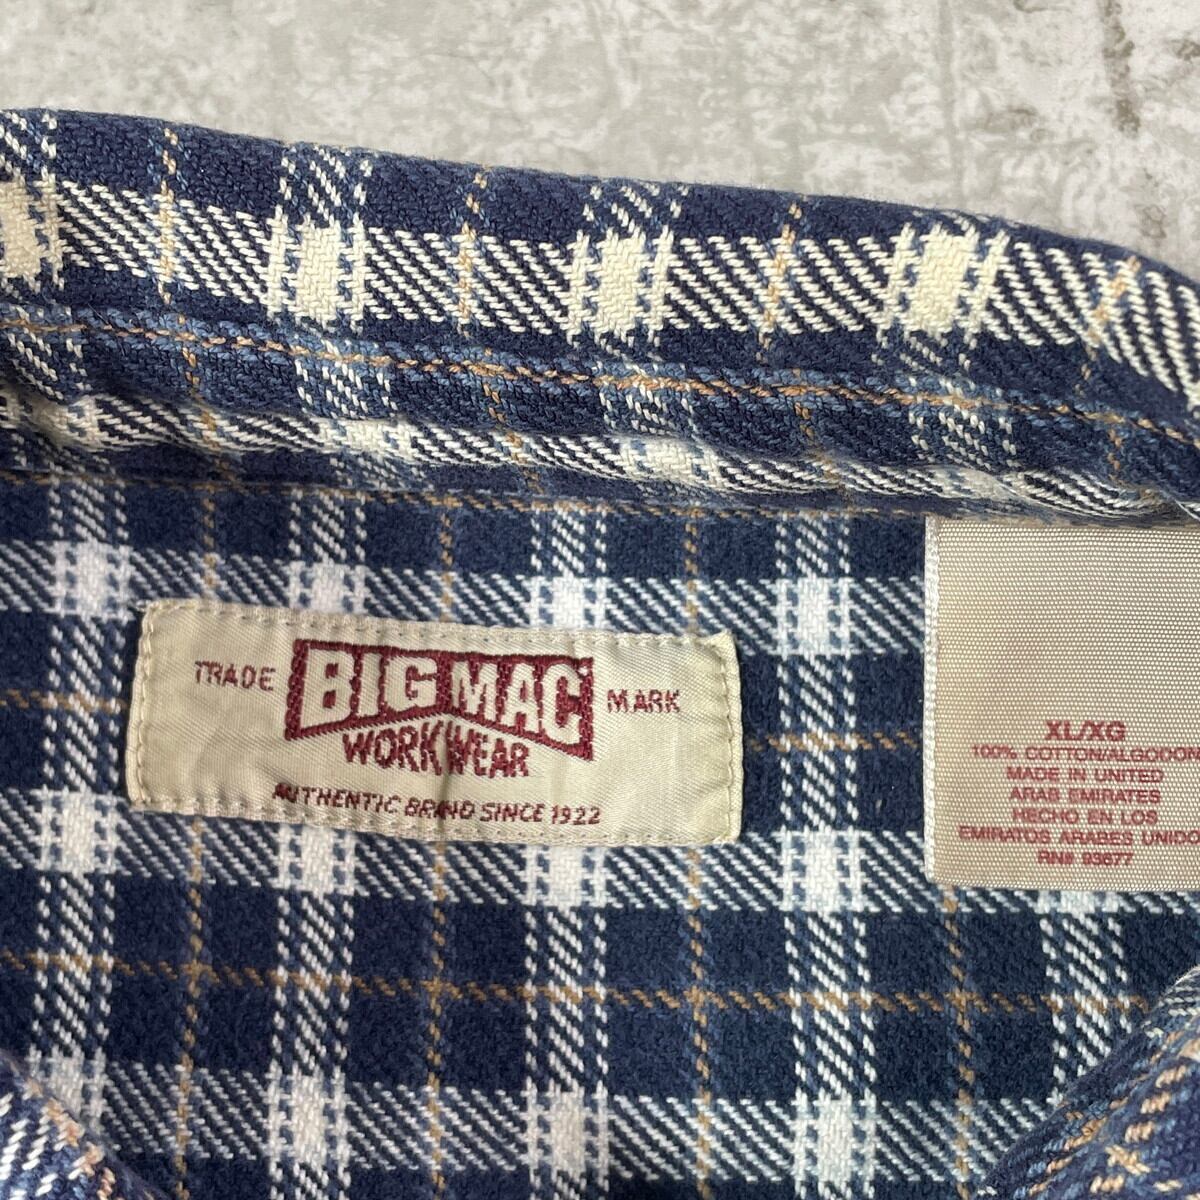 TRADE BIG MAC MARK
WORKWEAR
AUTHENTIC BRAND SINCE 1922
XL/XG
100% COTTON/ALGODON
MADE IN UNITED
ARAB EMIRATES
HECHO EN LOS
EMIRATOS ARABES UNIDO
RN# 93677